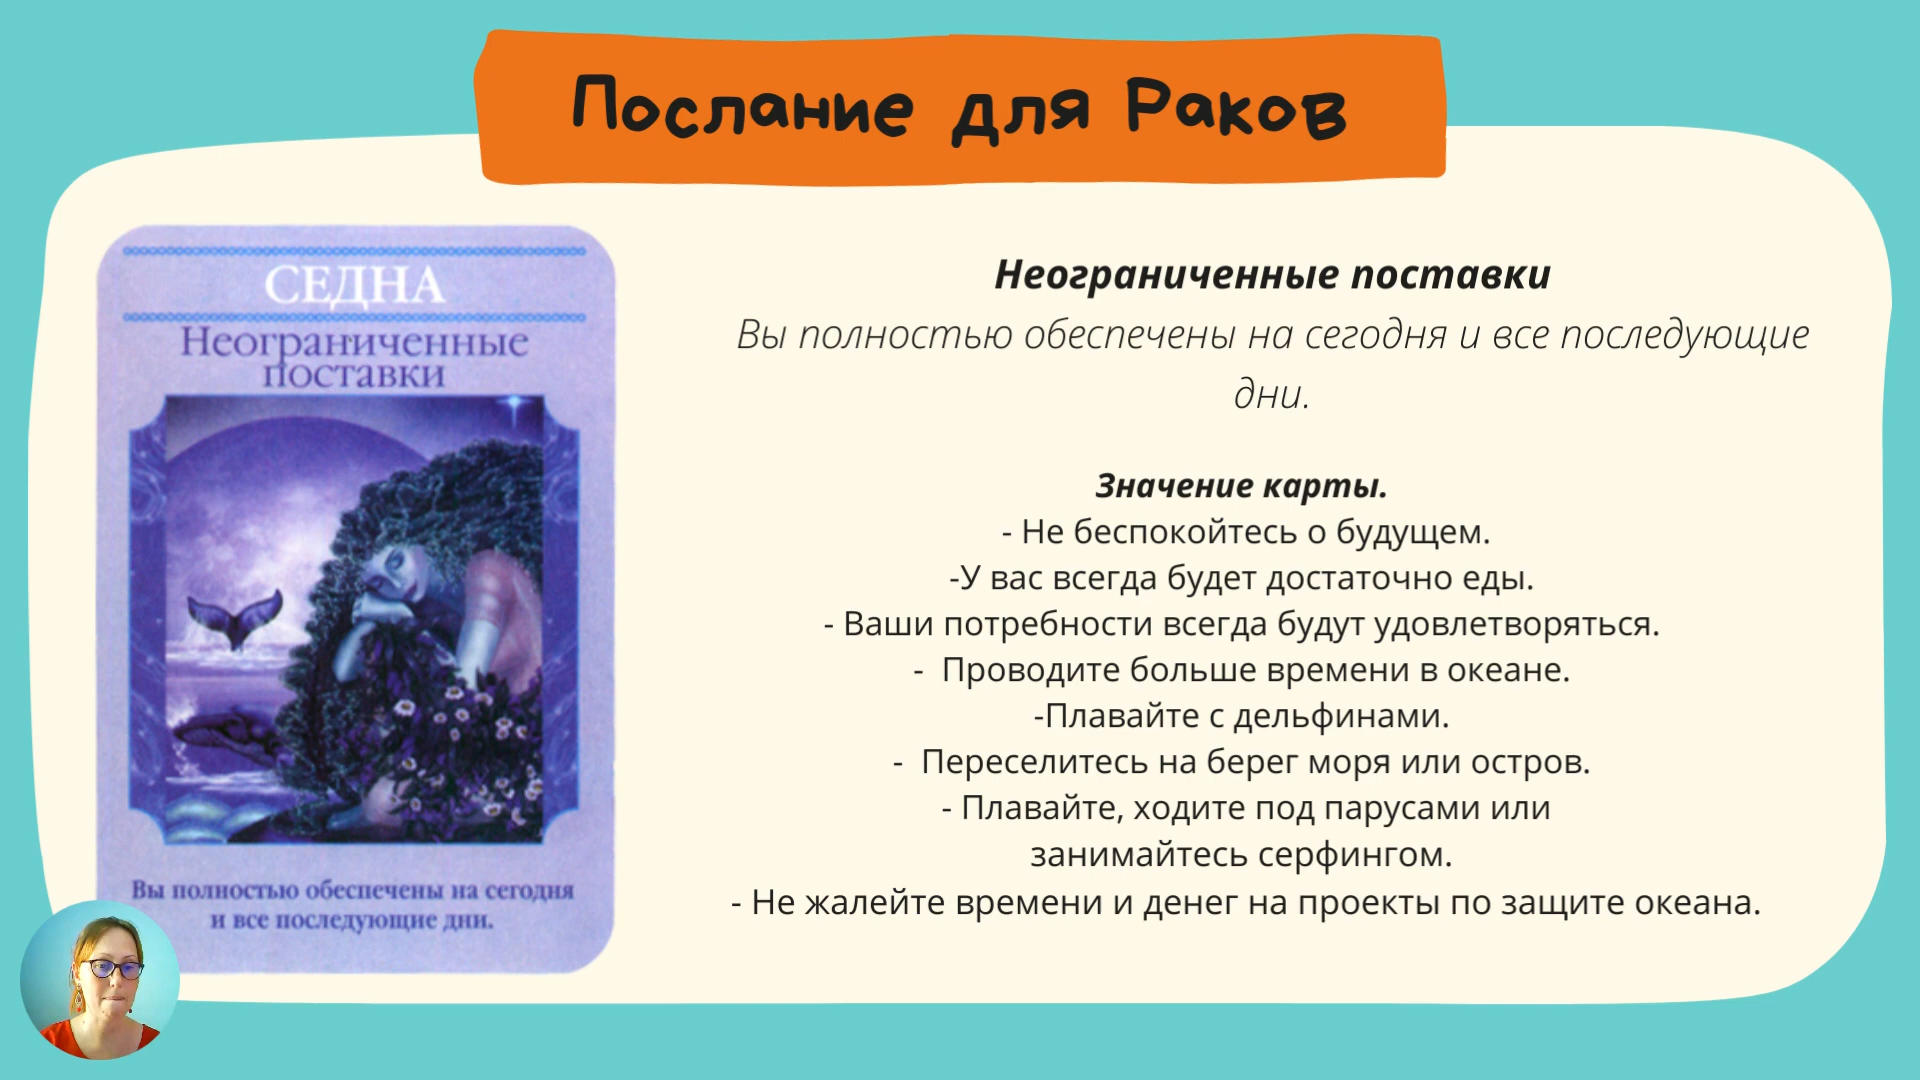 Послание для Раков
СЕДНА
Неограниченные
поставки
Вы полностью обеспечены на сегодня
и все последующие дни.
Неограниченные поставки
Вы полностью обеспечены на сегодня и все последующие
дни.
Значение карты.
- Не беспокойтесь о будущем.
-У вас всегда будет достаточно еды.
- Ваши потребности всегда будут удовлетворяться.
- Проводите больше времени в океане.
-Плавайте с дельфинами.
- Переселитесь на берег моря или остров.
- Плавайте, ходите под парусами или
занимайтесь серфингом.
- Не жалейте времени и денег на проекты по защите океана.